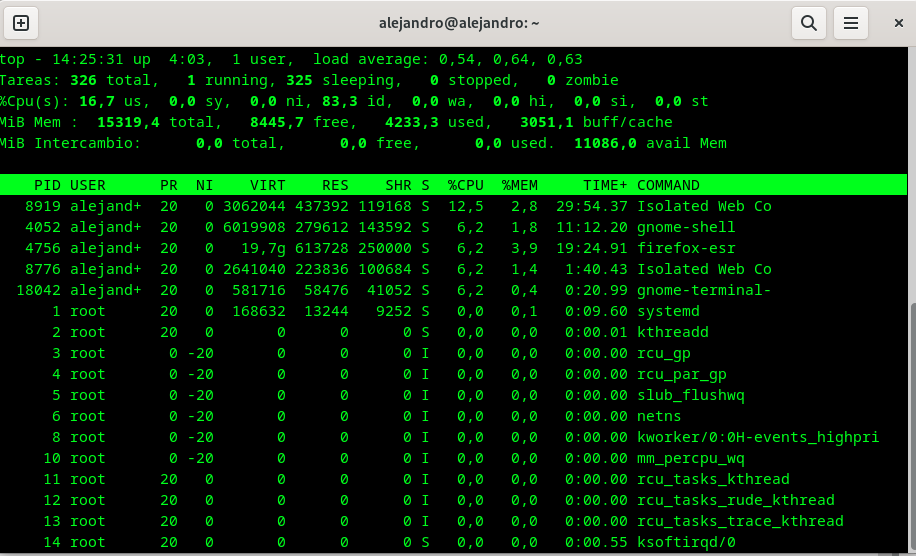 alejandro@alejandro: ~
top - 14:25:31 up  4:03,  1 user,  load average: 0,54, 0,64, 0,63
Tareas: 326 total,   1 running, 325 sleeping,   0 stopped,   0 zombie
%Cpu(s): 16,7 us,  0,0 sy,  0,0 ni, 83,3 id,  0,0 wa,  0,0 hi,  0,0 si,  0,0 st
MiB Mem :  15319,4 total,   8445,7 free,   4233,3 used,   3051,1 buff/cache
MiB Intercambio:      0,0 total,      0,0 free,      0,0 used.  11086,0 avail Mem
PID USER      PR  NI    VIRT    RES    SHR S  %CPU  %MEM     TIME+ COMMAND
8919 alejand+  20   0 3062044 437392 119168 S  12,5   2,8  29:54.37 Isolated Web Co
4052 alejand+  20   0 6019908 279612 143592 S   6,2   1,8  11:12.20 gnome-shell
4756 alejand+  20   0   19,7g 613728 250000 S   6,2   3,9  19:24.91 firefox-esr
8776 alejand+  20   0 2641040 223836 100684 S   6,2   1,4   1:40.43 Isolated Web Co
18042 alejand+  20   0  581716  58476  41052 S   6,2   0,4   0:20.99 gnome-terminal-
1 root      20   0  168632  13244   9252 S   0,0   0,1   0:09.60 systemd
2 root      20   0       0      0      0 S   0,0   0,0   0:00.01 kthreadd
3 root       0 -20       0      0      0 I   0,0   0,0   0:00.00 rcu_gp
4 root       0 -20       0      0      0 I   0,0   0,0   0:00.00 rcu_par_gp
5 root       0 -20       0      0      0 I   0,0   0,0   0:00.00 slub_flushwq
6 root       0 -20       0      0      0 I   0,0   0,0   0:00.00 netns
8 root       0 -20       0      0      0 I   0,0   0,0   0:00.00 kworker/0:0H-events_highpri
10 root       0 -20       0      0      0 I   0,0   0,0   0:00.00 mm_percpu_wq
11 root      20   0       0      0      0 I   0,0   0,0   0:00.00 rcu_tasks_kthread
12 root      20   0       0      0      0 I   0,0   0,0   0:00.00 rcu_tasks_rude_kthread
13 root      20   0       0      0      0 I   0,0   0,0   0:00.00 rcu_tasks_trace_kthread
14 root      20   0       0      0      0 S   0,0   0,0   0:00.55 ksoftirqd/0